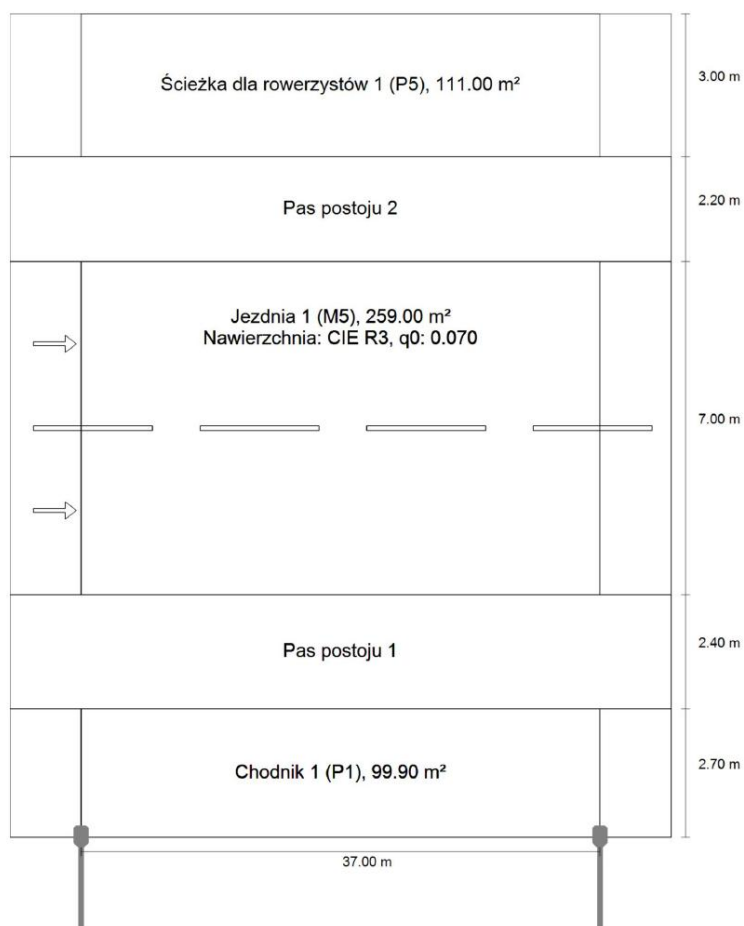 Ścieżka dla rowerzystów 1 (P5), 111.00 m²
3.00 m
Pas postoju 2
2.20 m
Jezdnia 1 (M5), 259.00 m²
Nawierzchnia: CIE R3, q0: 0.070
7.00 m
Pas postoju 1
2.40 m
Chodnik 1 (P1), 99.90 m²
2.70 m
37.00 m